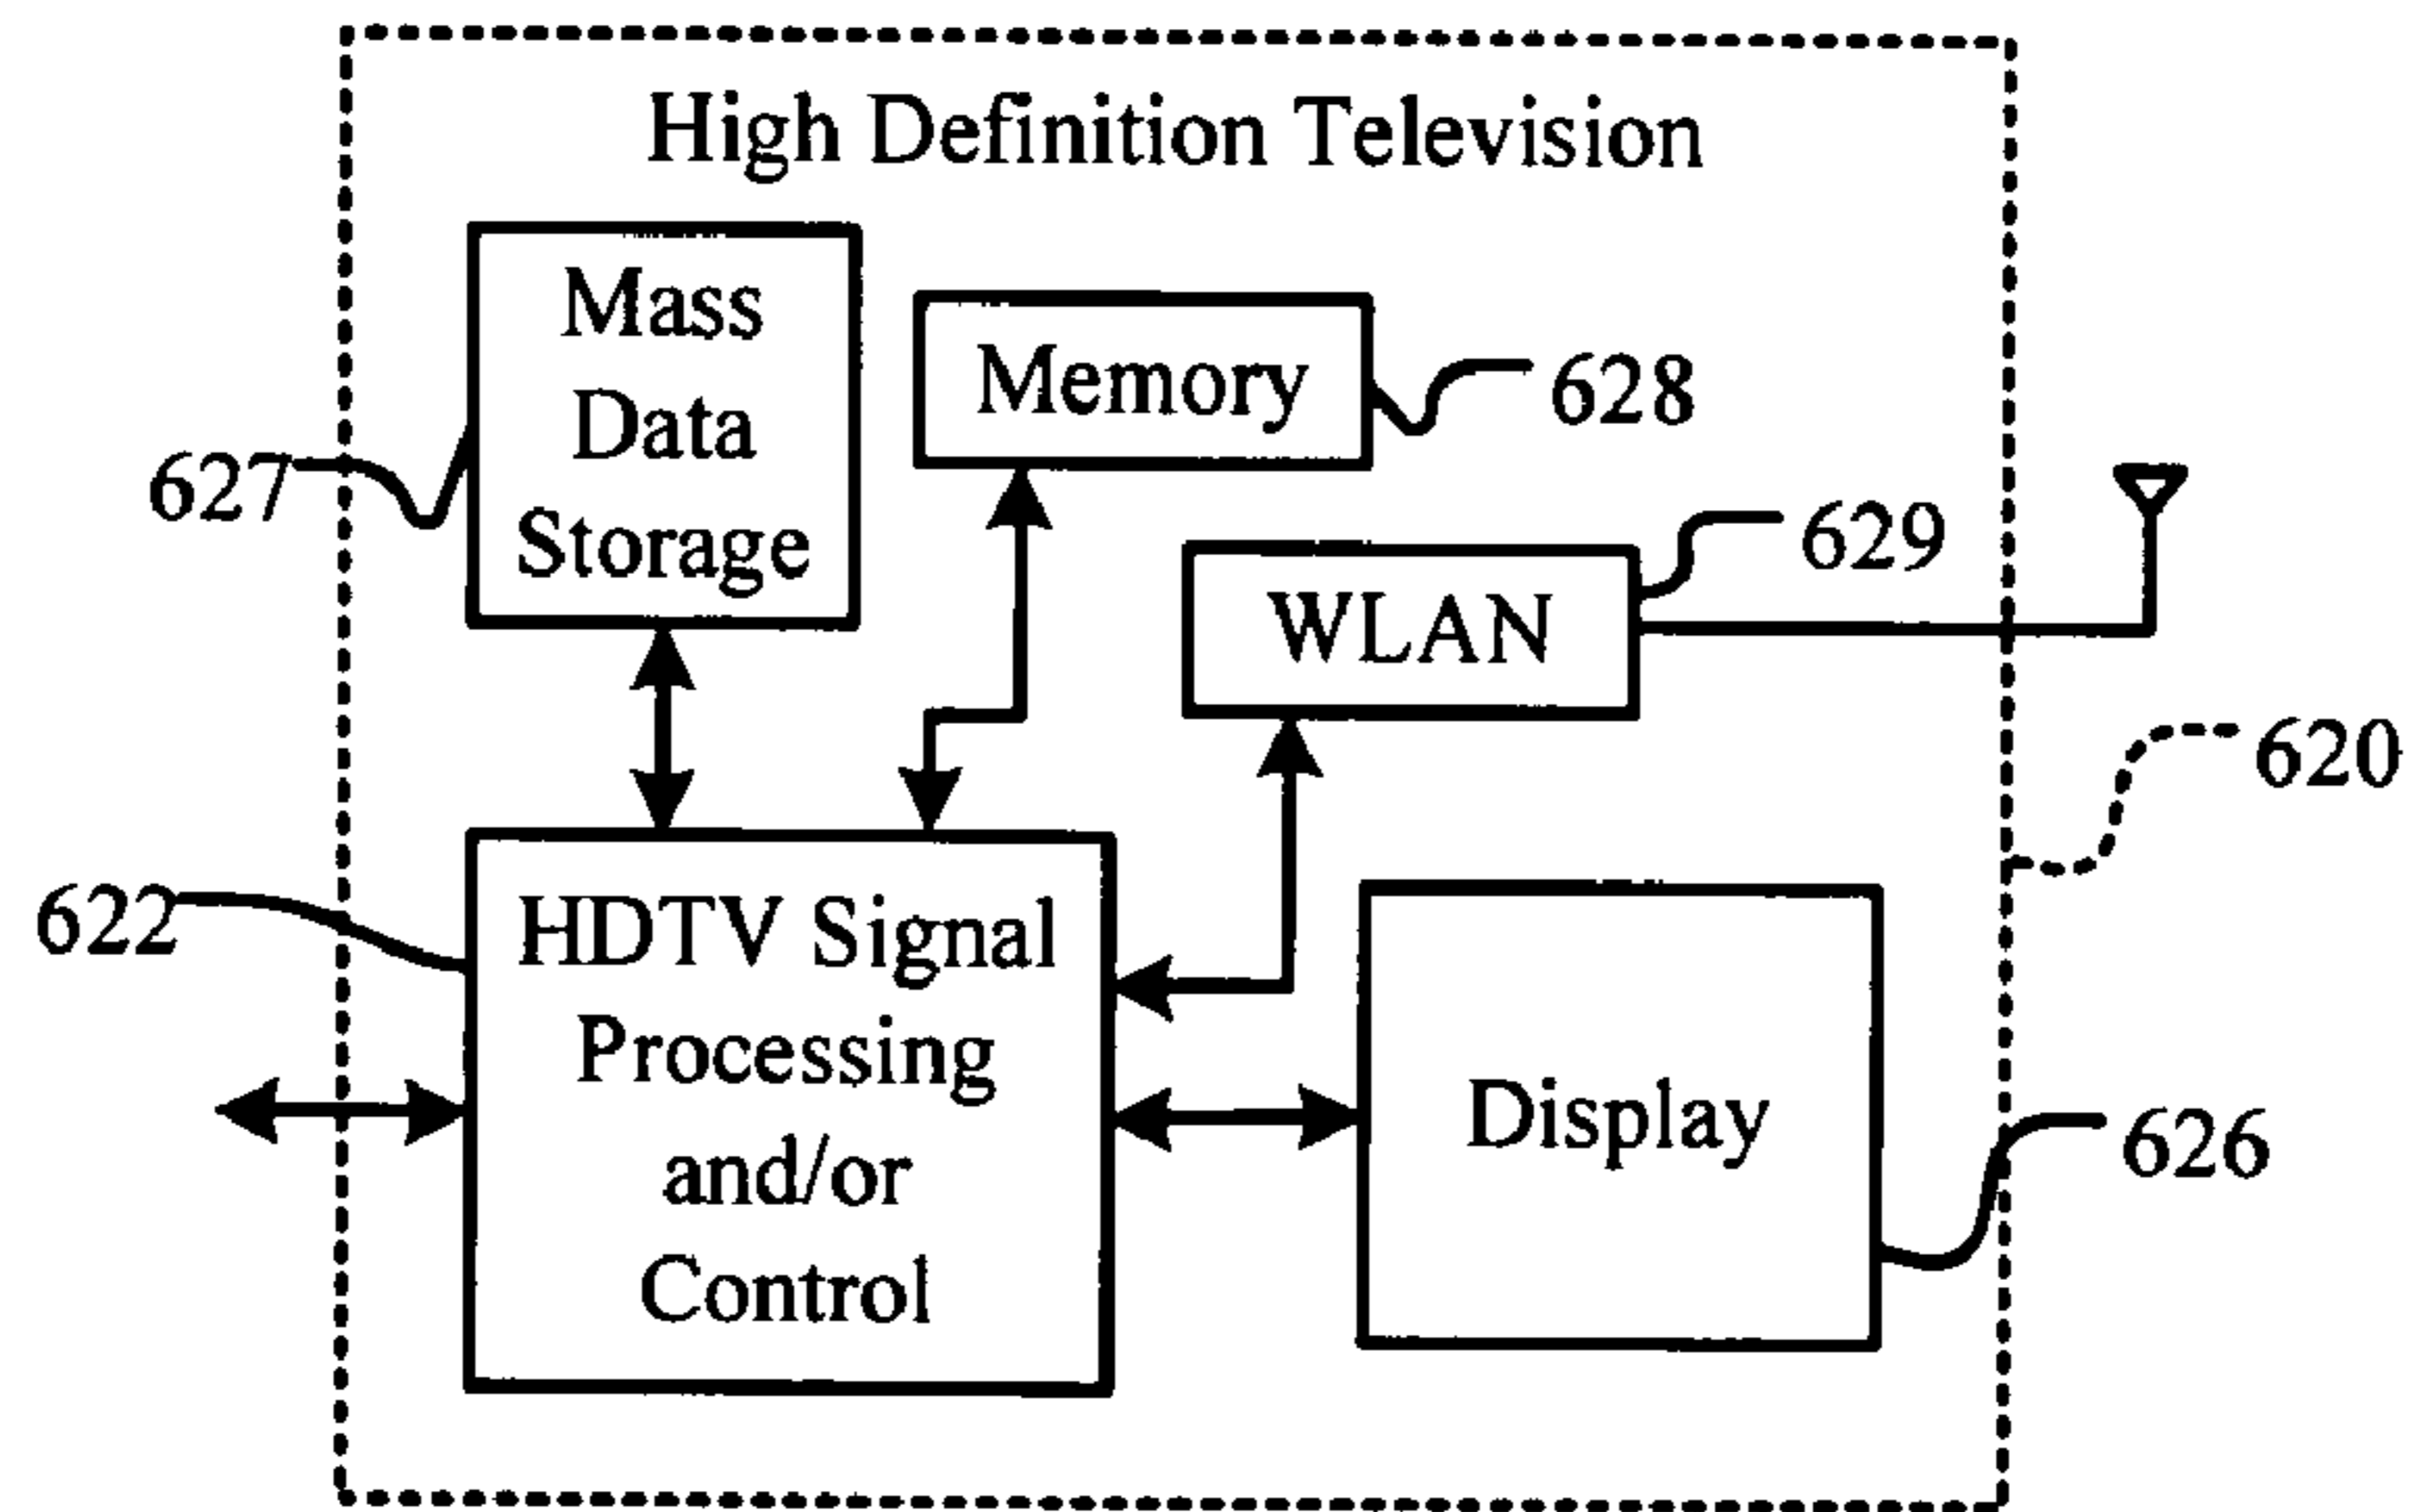 High Definition Television
Mass
Data
Storage
627
Memory
628
WLAN
629
620
622
HDTV Signal
Processing
and/or
Control
Display
626